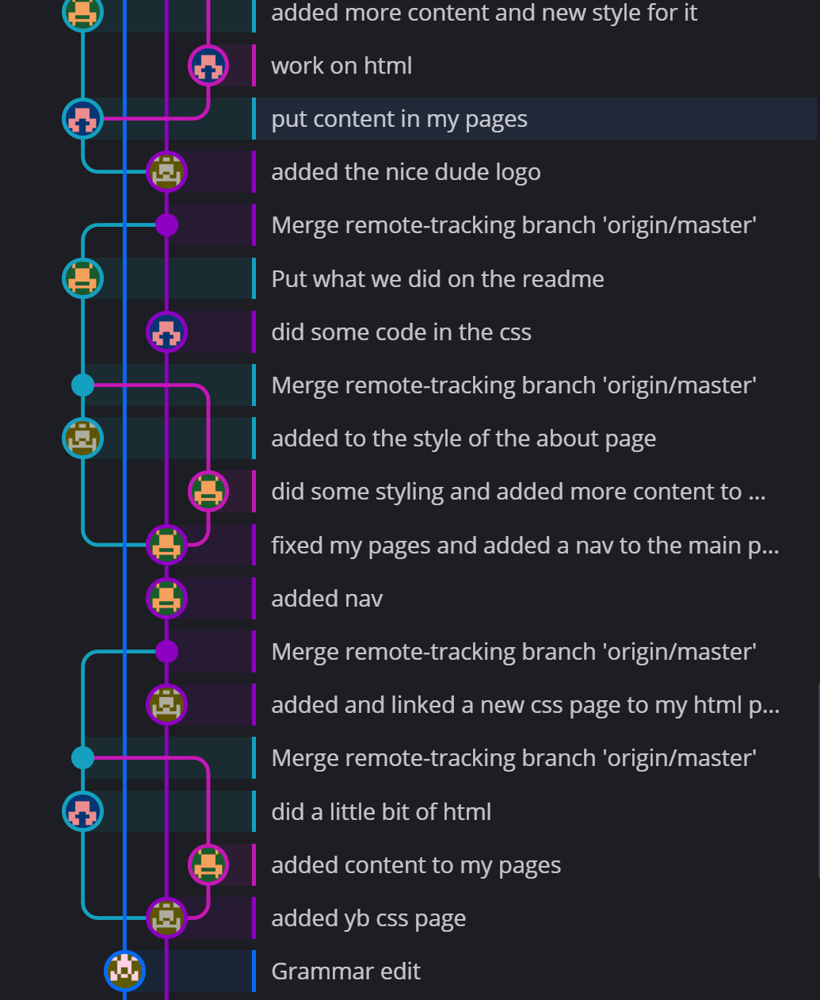 added more content and new style for it
work on html
put content in my pages
added the nice dude logo
Merge remote-tracking branch 'origin/master'
Put what we did on the readme
did some code in the css
Merge remote-tracking branch 'origin/master'
added to the style of the about page
did some styling and added more content to ...
fixed my pages and added a nav to the main p...
added nav
Merge remote-tracking branch 'origin/master'
added and linked a new css page to my html p...
Merge remote-tracking branch 'origin/master'
did a little bit of html
added content to my pages
added yb css page
Grammar edit